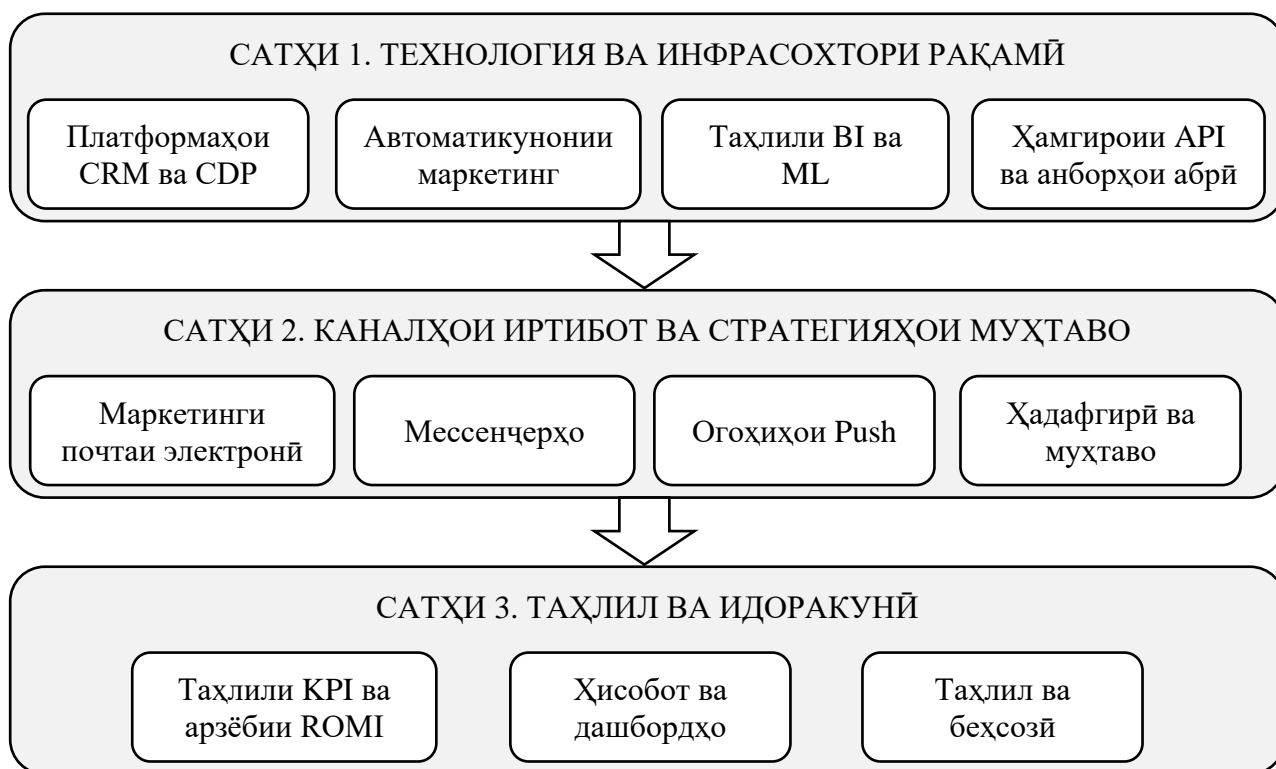 САТҲИ 1. ТЕХНОЛОГИЯ ВА ИНФРАСОХТОРИ РАҚАМӢ
Платформаҳои
CRM ва CDP
Автоматикунонии
маркетинг
Таҳлили BI ва
ML
Ҳамгироии API
ва анборҳои абрӣ
САТҲИ 2. КАНАЛҲОИ ИРТИБОТ ВА СТРАТЕГИЯҲОИ МУҲТАВО
Маркетинги
почтаи электронӣ
Мессенҷерҳо
Огоҳиҳои Push
Ҳадафгирӣ ва
муҳтаво
САТҲИ 3. ТАҲЛИЛ ВА ИДОРАКУНӢ
Таҳлили KPI ва
арзёбии ROMI
Ҳисобот ва
дашбордҳо
Таҳлил ва
беҳсозӣ